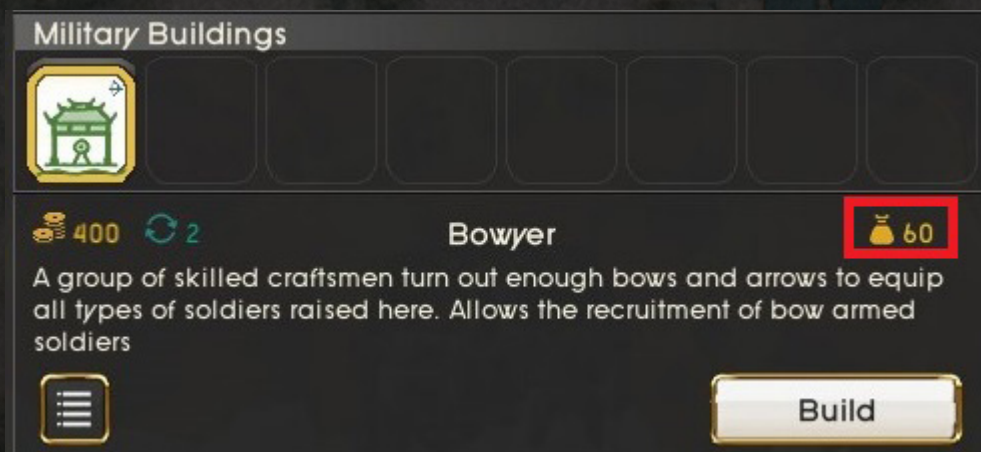 Military Buildings
400 2 Bowyer 60
A group of skilled craftsmen turn out enough bows and arrows to equip
all types of soldiers raised here. Allows the recruitment of bow armed
soldiers
Build